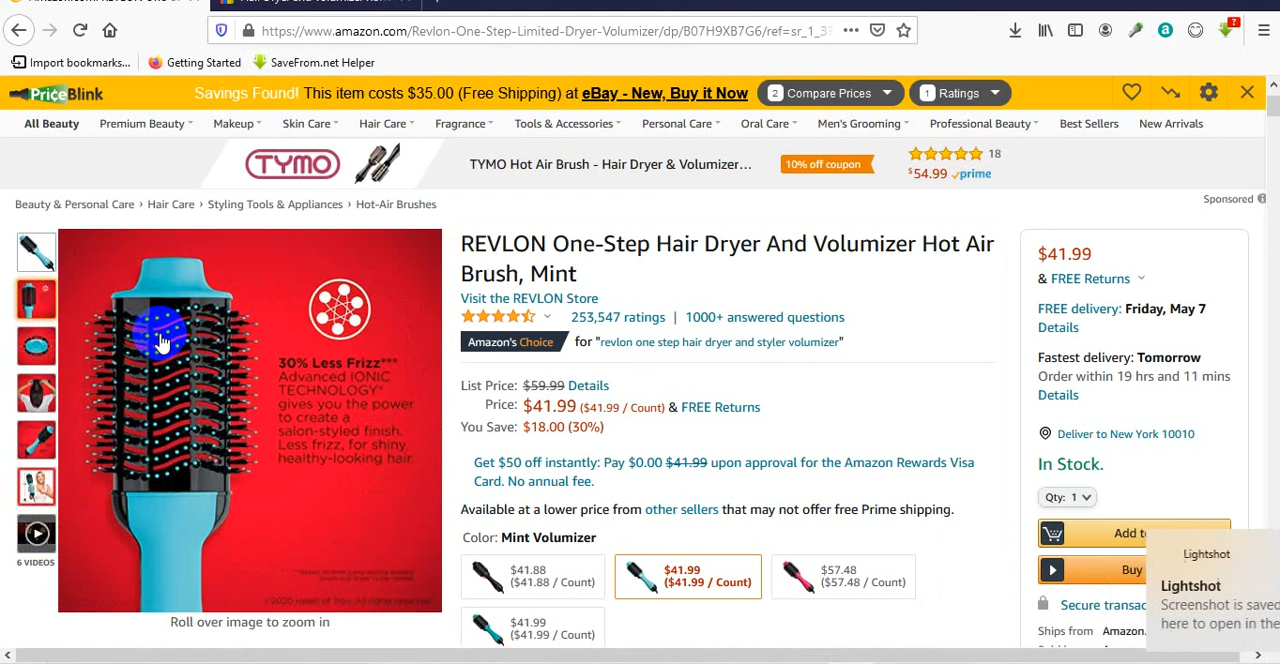 https://www.amazon.com/Revlon-One-Step-Limited-Dryer-Volumizer/dp/B07H9XB7G6/ref=sr_1_3
?
Import bookmarks...
Getting Started
SaveFrom.net Helper
PriceBlink
Savings Found! This item costs $35.00 (Free Shipping) at eBay - New, Buy it Now
2 Compare Prices
1 Ratings
All Beauty
Premium Beauty
Makeup
Skin Care
Hair Care
Fragrance
Tools & Accessories
Personal Care
Oral Care
Men's Grooming
Professional Beauty
Best Sellers
New Arrivals
TYMO
TYMO Hot Air Brush - Hair Dryer & Volumizer...
10% off coupon
18
$54.99 prime
Sponsored
Beauty & Personal Care › Hair Care › Styling Tools & Appliances › Hot-Air Brushes
6 VIDEOS
30% Less Frizz***
Advanced IONIC
TECHNOLOGY
gives you the power
to create a
salon-styled finish.
Less frizz, for shiny,
healthy-looking hair.
Roll over image to zoom in
REVLON One-Step Hair Dryer And Volumizer Hot Air
Brush, Mint
Visit the REVLON Store
253,547 ratings | 1000+ answered questions
Amazon's Choice for "revlon one step hair dryer and styler volumizer"
List Price: $59.99 Details
Price: $41.99 ($41.99 / Count) & FREE Returns
You Save: $18.00 (30%)
Get $50 off instantly: Pay $0.00 $41.99 upon approval for the Amazon Rewards Visa
Card. No annual fee.
Available at a lower price from other sellers that may not offer free Prime shipping.
Color: Mint Volumizer
$41.88
($41.88 / Count)
$41.99
($41.99 / Count)
$57.48
($57.48 / Count)
$41.99
($41.99 / Count)
$41.99
& FREE Returns
FREE delivery: Friday, May 7
Details
Fastest delivery: Tomorrow
Order within 19 hrs and 11 mins
Details
Deliver to New York 10010
In Stock.
Qty: 1
Add t
Buy
Secure transac
Ships from Amazon.
Lightshot
Lightshot
Screenshot is saved
here to open in the